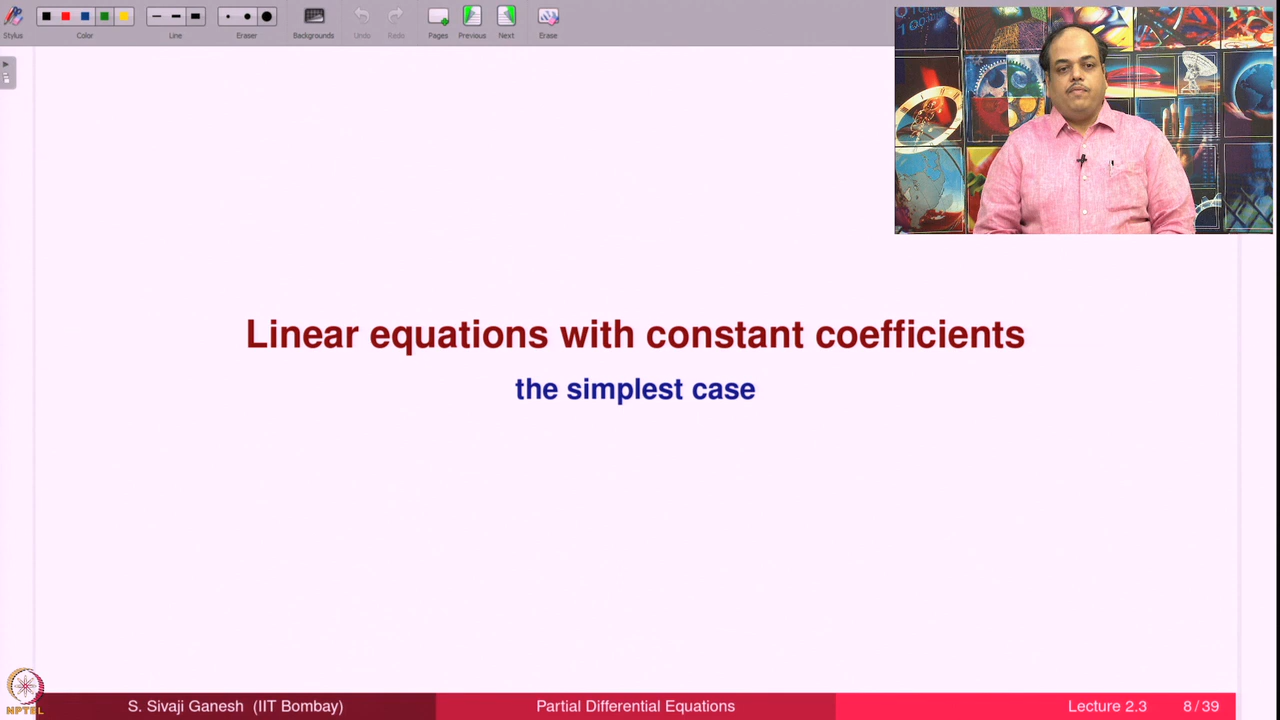 Stylus
Color
Line
Eraser
Backgrounds
Undo
Redo
Pages
Previous
Next
Erase
Linear equations with constant coefficients
the simplest case
NPTEL
S. Sivaji Ganesh (IIT Bombay)
Partial Differential Equations
Lecture 2.3
8/39